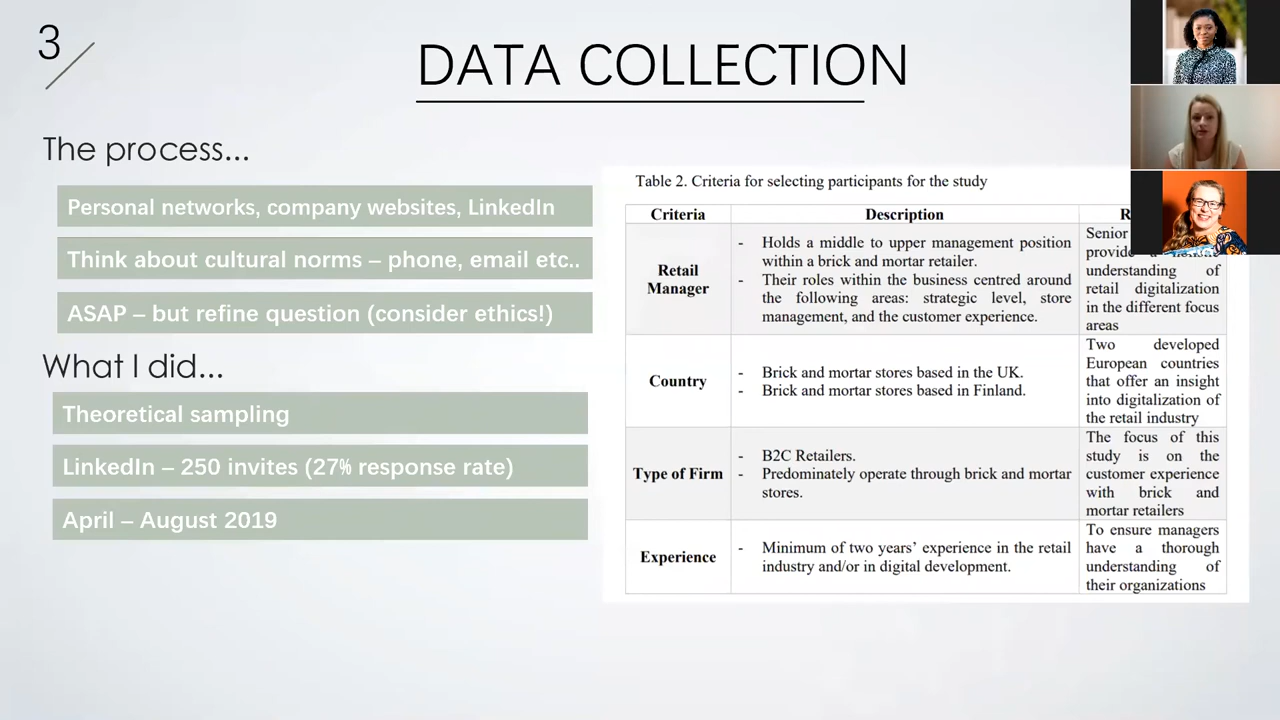 3
DATA COLLECTION
The process...
Personal networks, company websites, LinkedIn
Think about cultural norms – phone, email etc..
ASAP – but refine question (consider ethics!)
What I did...
Theoretical sampling
LinkedIn – 250 invites (27% response rate)
April – August 2019
Table 2. Criteria for selecting participants for the study
Criteria
Description
Retail
Manager
- Holds a middle to upper management position
within a brick and mortar retailer.
- Their roles within the business centred around
the following areas: strategic level, store
management, and the customer experience.
Senior
provide a
understanding of
retail digitalization
in the different focus
areas
Country
- Brick and mortar stores based in the UK.
- Brick and mortar stores based in Finland.
Two developed
European countries
that offer an insight
into digitalization of
the retail industry
Type of Firm
- B2C Retailers.
- Predominately operate through brick and mortar
stores.
The focus of this
study is on the
customer experience
with brick and
mortar retailers
Experience
- Minimum of two years' experience in the retail
industry and/or in digital development.
To ensure managers
have a thorough
understanding of
their organizations